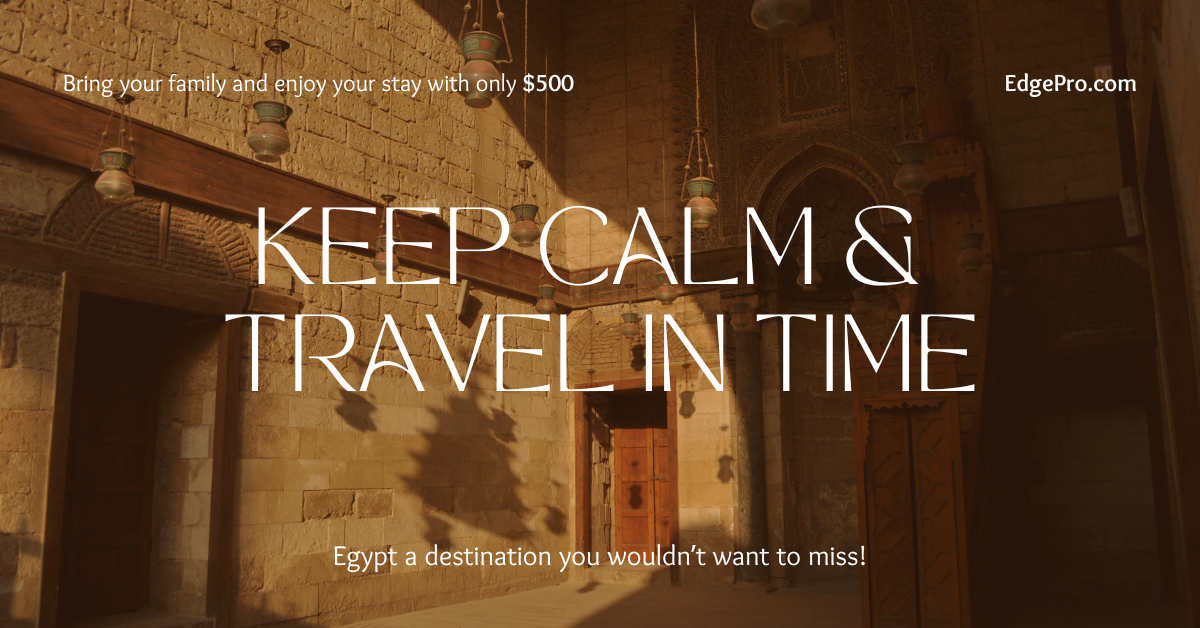 Bring your family and enjoy your stay with only $500
EdgePro.com
KEEP CALM &
TRAVEL IN TIME
Egypt a destination you wouldn't want to miss!